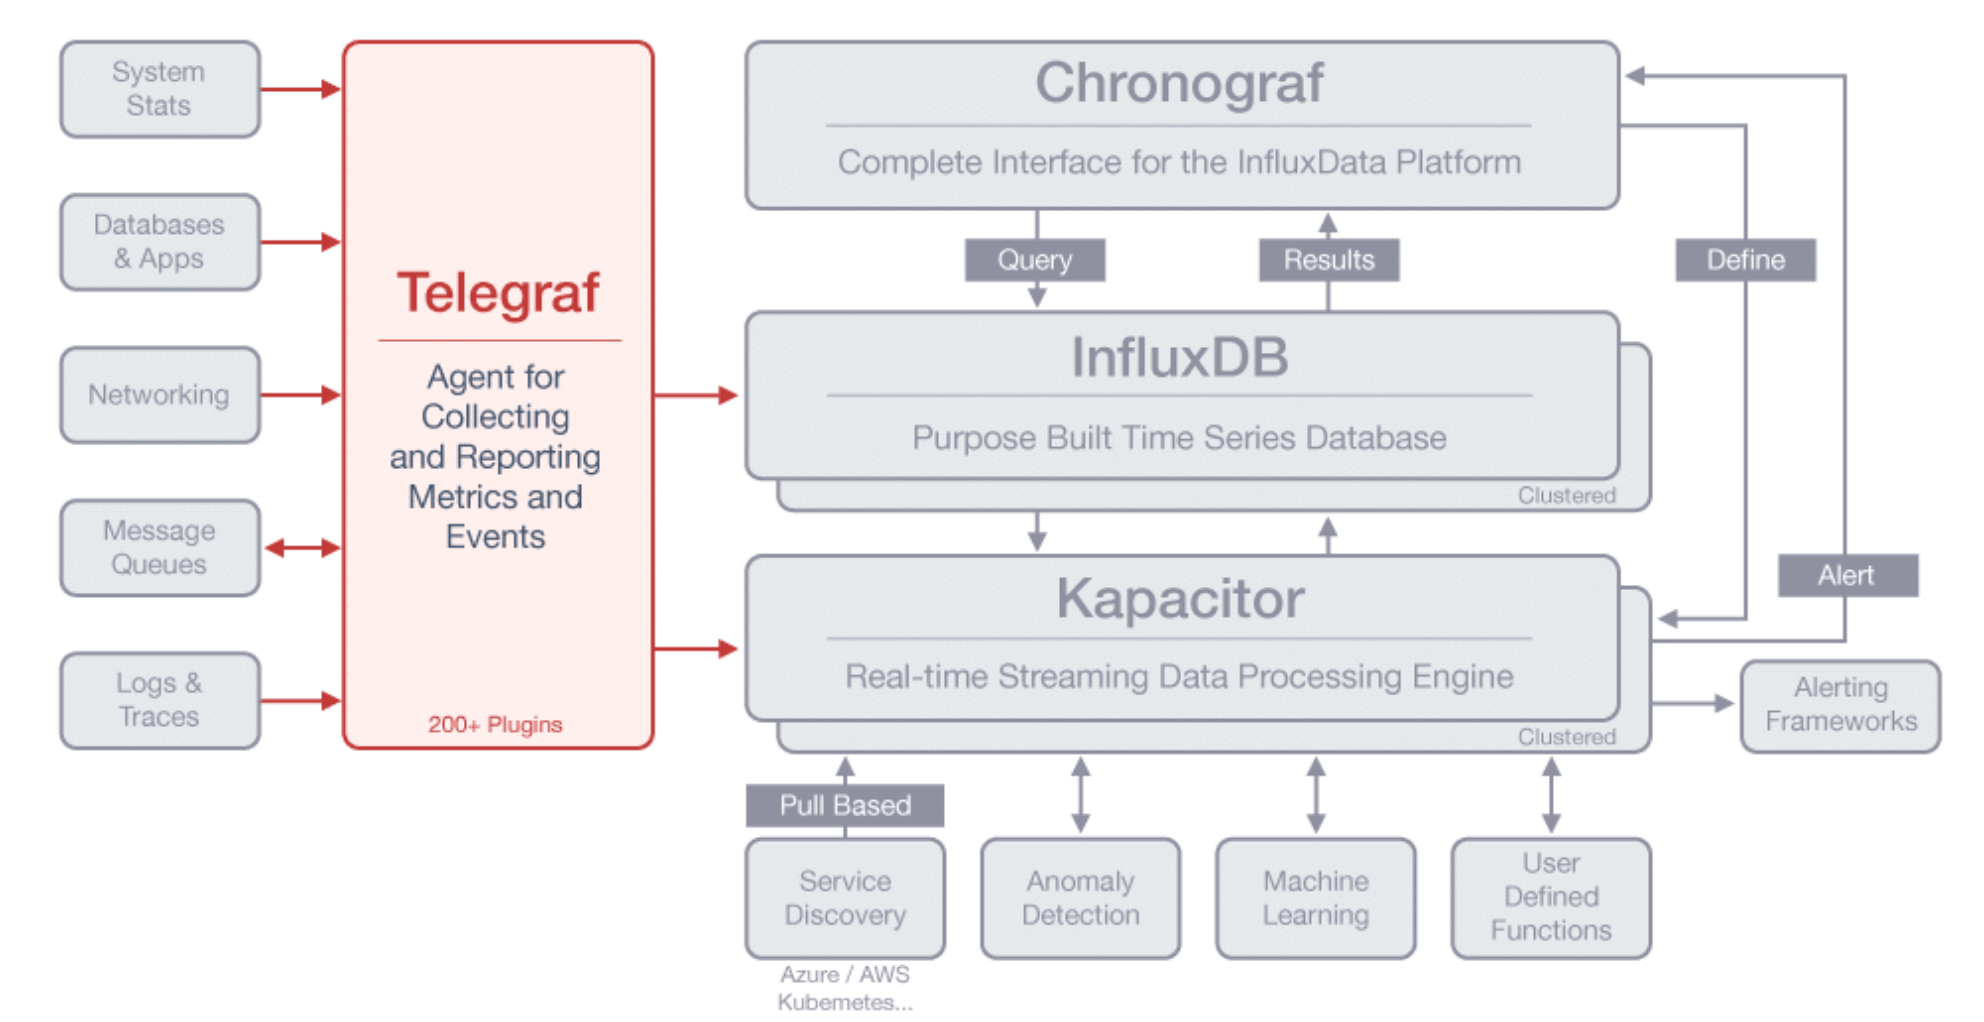 System
Stats
Databases
& Apps
Networking
Message
Queues
Logs &
Traces
Telegraf
Agent for
Collecting
and Reporting
Metrics and
Events
200+ Plugins
Chronograf
Complete Interface for the InfluxData Platform
Query
Results
Define
InfluxDB
Purpose Built Time Series Database
Clustered
Kapacitor
Real-time Streaming Data Processing Engine
Clustered
Alert
Alerting
Frameworks
Pull Based
Service
Discovery
Azure / AWS
Kubernetes...
Anomaly
Detection
Machine
Learning
User
Defined
Functions